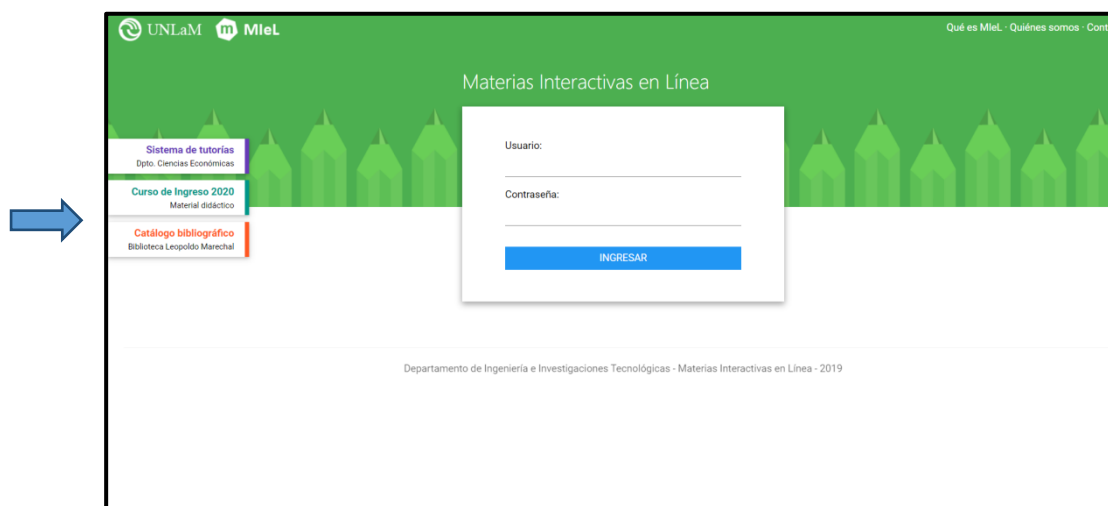 UNLaM MIeL
Qué es MIeL · Quiénes somos · Cont
Materias Interactivas en Línea
Sistema de tutorías
Dpto. Ciencias Económicas
Curso de Ingreso 2020
Material didáctico
Catálogo bibliográfico
Biblioteca Leopoldo Marechal
Usuario:
Contraseña:
INGRESAR
Departamento de Ingeniería e Investigaciones Tecnológicas - Materias Interactivas en Línea - 2019